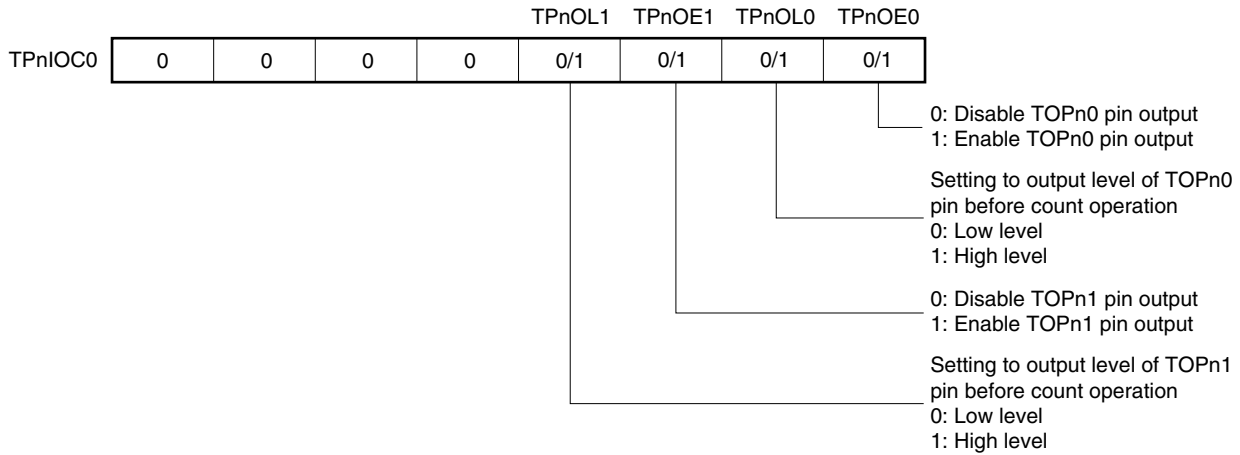 TPnOL1 TPnOE1 TPnOL0 TPnOE0
TPnIOC0 0 0 0 0 0/1 0/1 0/1 0/1
0: Disable TOPn0 pin output
1: Enable TOPn0 pin output
Setting to output level of TOPn0
pin before count operation
0: Low level
1: High level
0: Disable TOPn1 pin output
1: Enable TOPn1 pin output
Setting to output level of TOPn1
pin before count operation
0: Low level
1: High level